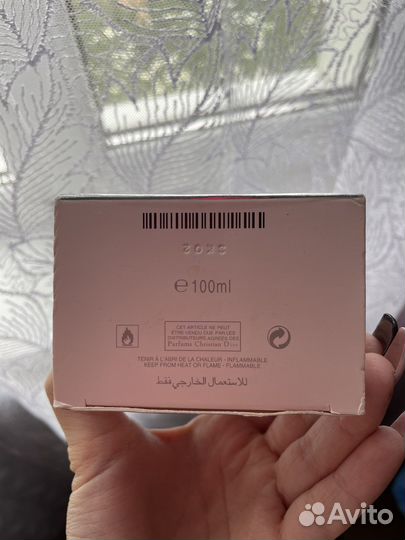 ℮ 100ml
CET ARTICLE NE PEUT
ÊTRE VENDU QUE PAR LES
DISTRIBUTEURS AGRÉÉS DES
Parfums Christian Dior
TENIR À L'ABRI DE LA CHALEUR - INFLAMMABLE
KEEP FROM HEAT OR FLAME - FLAMMABLE
للاستعمال الخارجي فقط
Avito